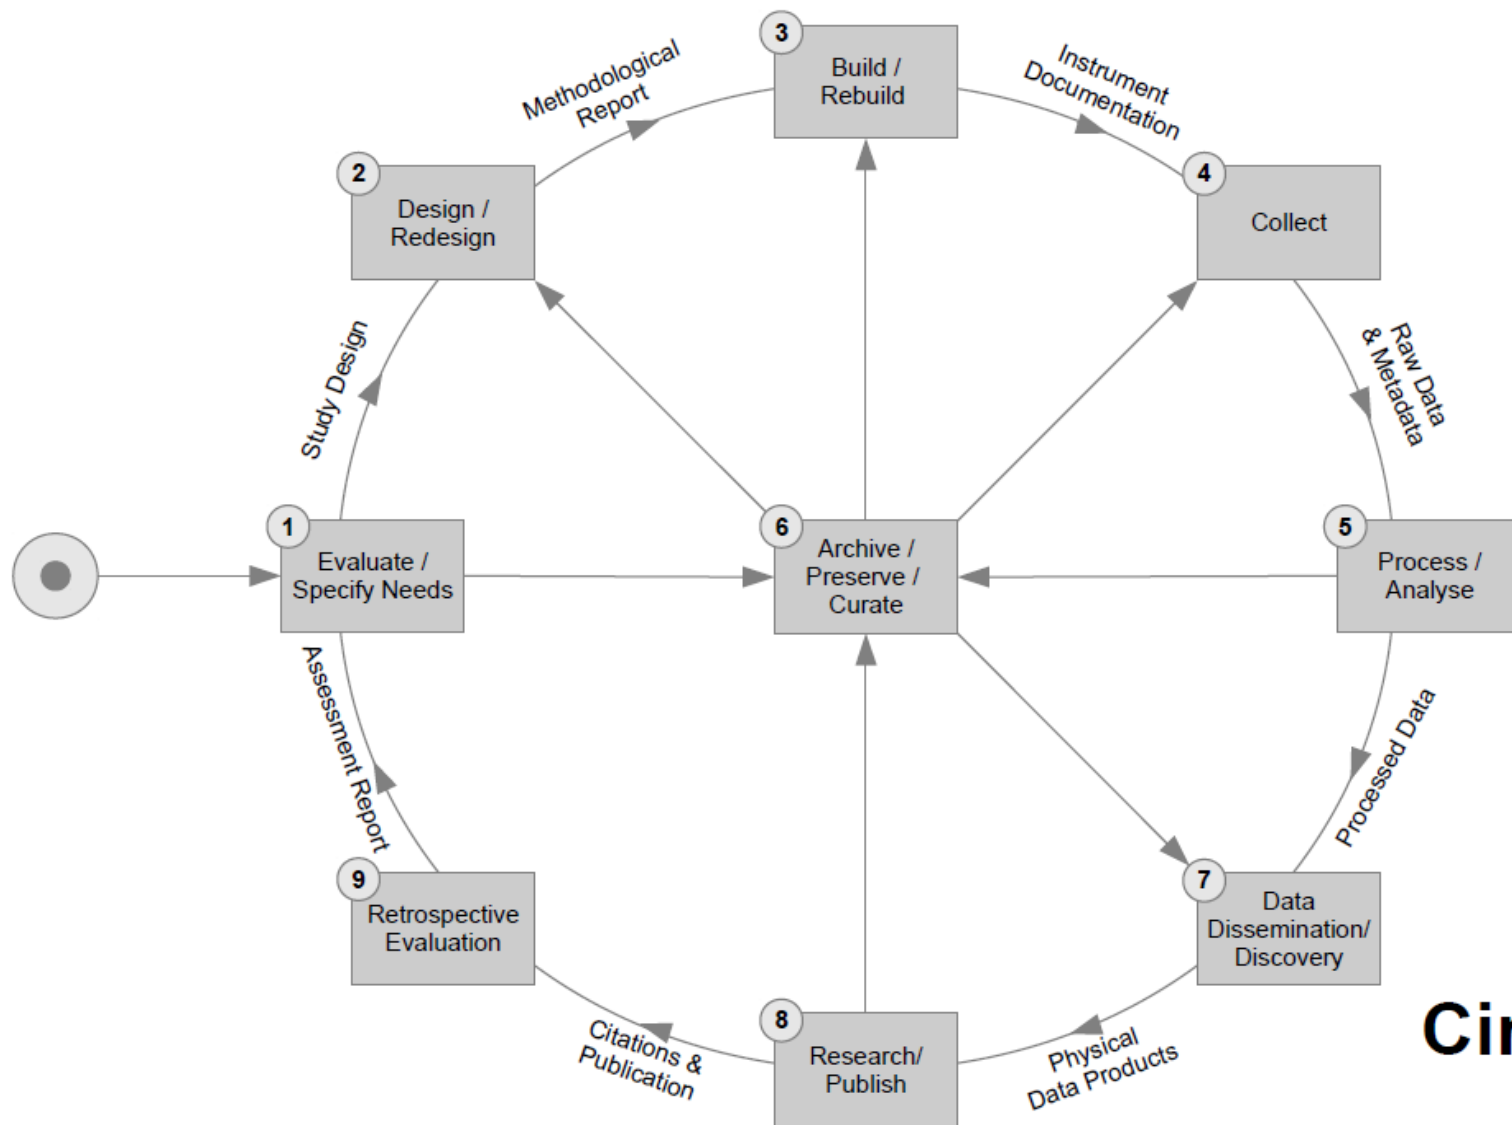 3
Build /
Rebuild
Methodological
Report
Instrument
Documentation
2
Design /
Redesign
4
Collect
Study Design
Raw Data
& Metadata
1
Evaluate /
Specify Needs
6
Archive /
Preserve /
Curate
5
Process /
Analyse
Assessment Report
Processed Data
9
Retrospective
Evaluation
7
Data
Dissemination/
Discovery
Citations &
Publication
8
Research/
Publish
Physical
Data Products